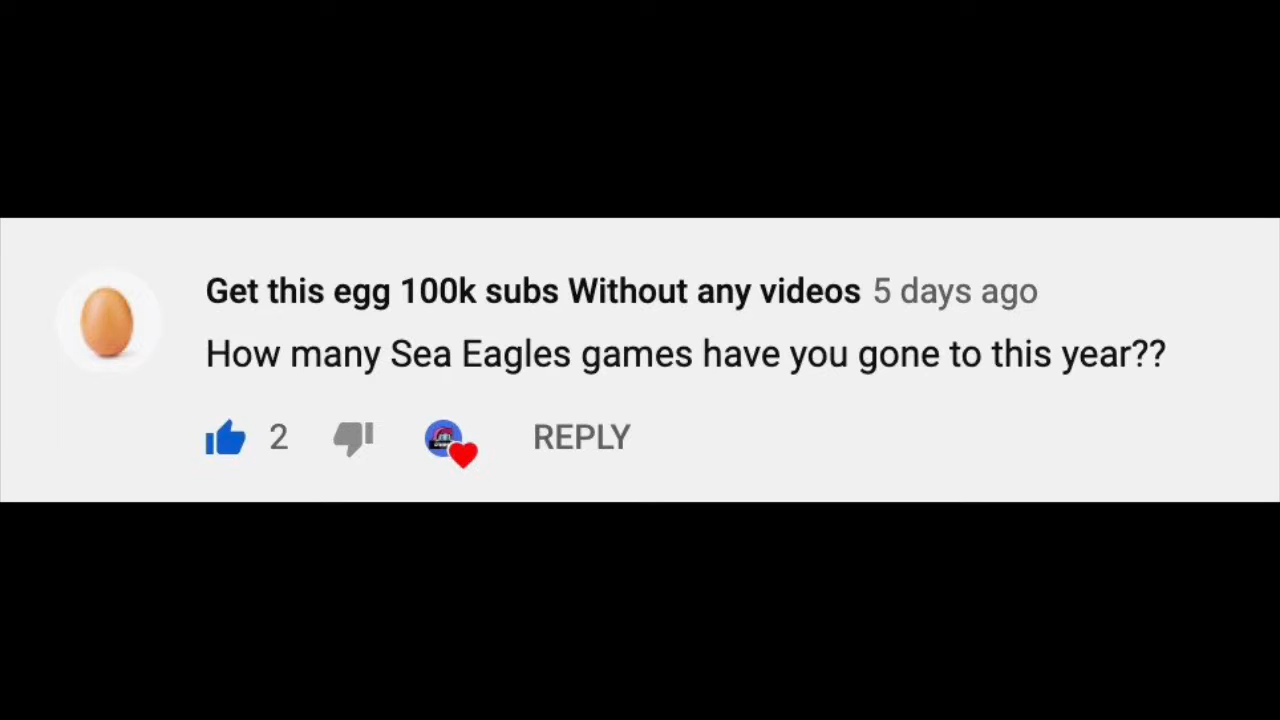 Get this egg 100k subs Without any videos 5 days ago
How many Sea Eagles games have you gone to this year??
2 REPLY